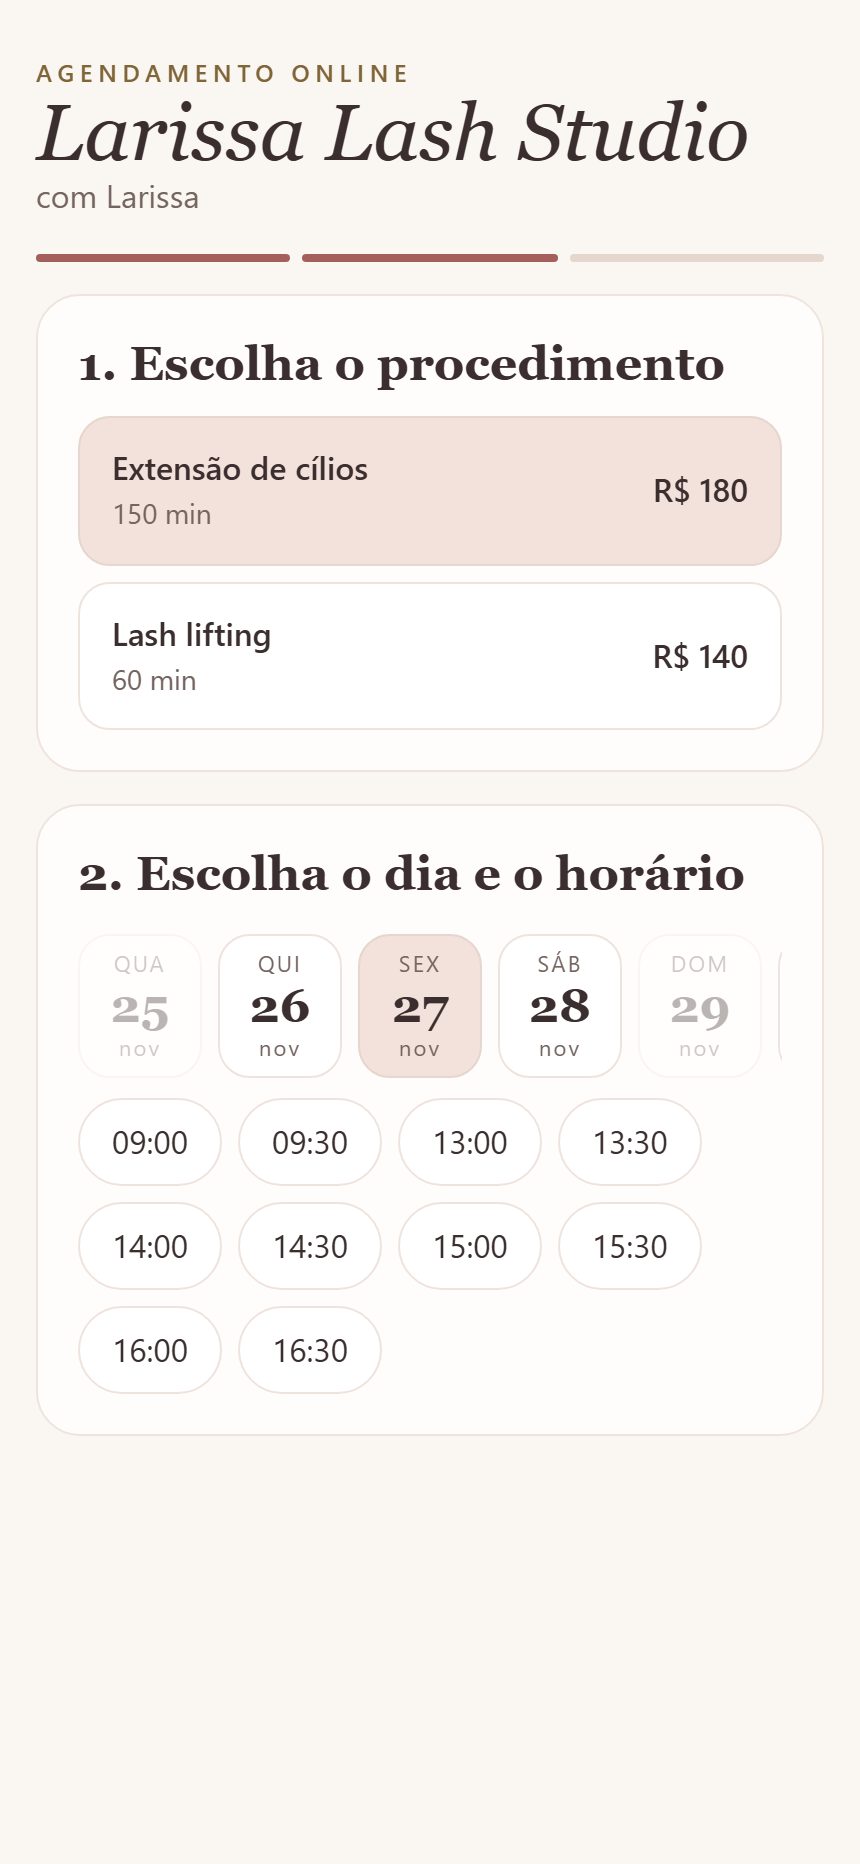 AGENDAMENTO ONLINE
Larissa Lash Studio
com Larissa
1. Escolha o procedimento
Extensão de cílios
150 min
R$ 180
Lash lifting
60 min
R$ 140
2. Escolha o dia e o horário
QUA QUI SEX SÁB DOM
25 26 27 28 29
nov nov nov nov nov
09:00 09:30 13:00 13:30
14:00 14:30 15:00 15:30
16:00 16:30